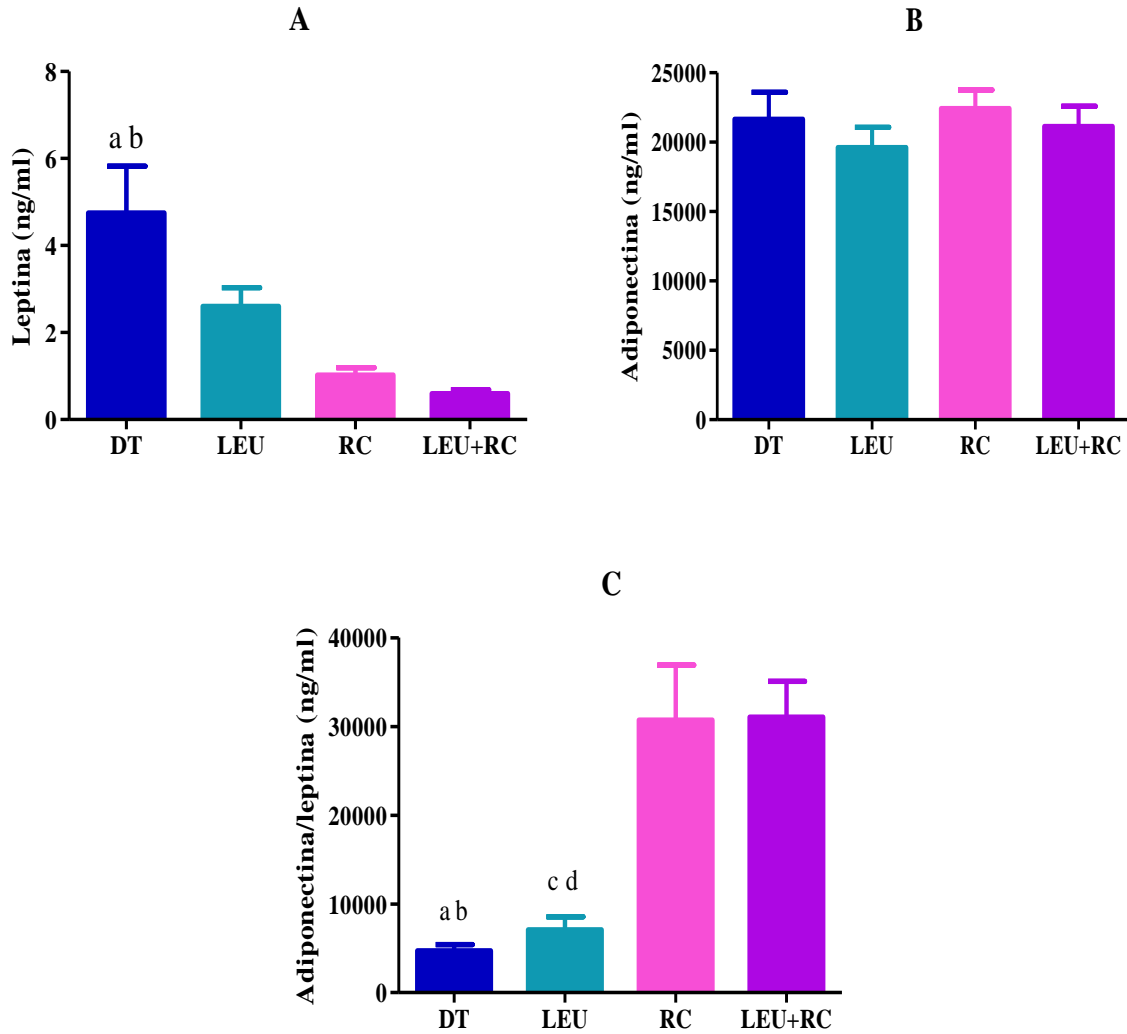 A
Leptina (ng/ml)
8
6
4
2
0
a b
DT LEU RC LEU+RC
B
Adiponectina (ng/ml)
25000
20000
15000
10000
5000
0
DT LEU RC LEU+RC
C
Adiponectina/leptina (ng/ml)
40000
30000
20000
10000
0
a b
c d
DT LEU RC LEU+RC